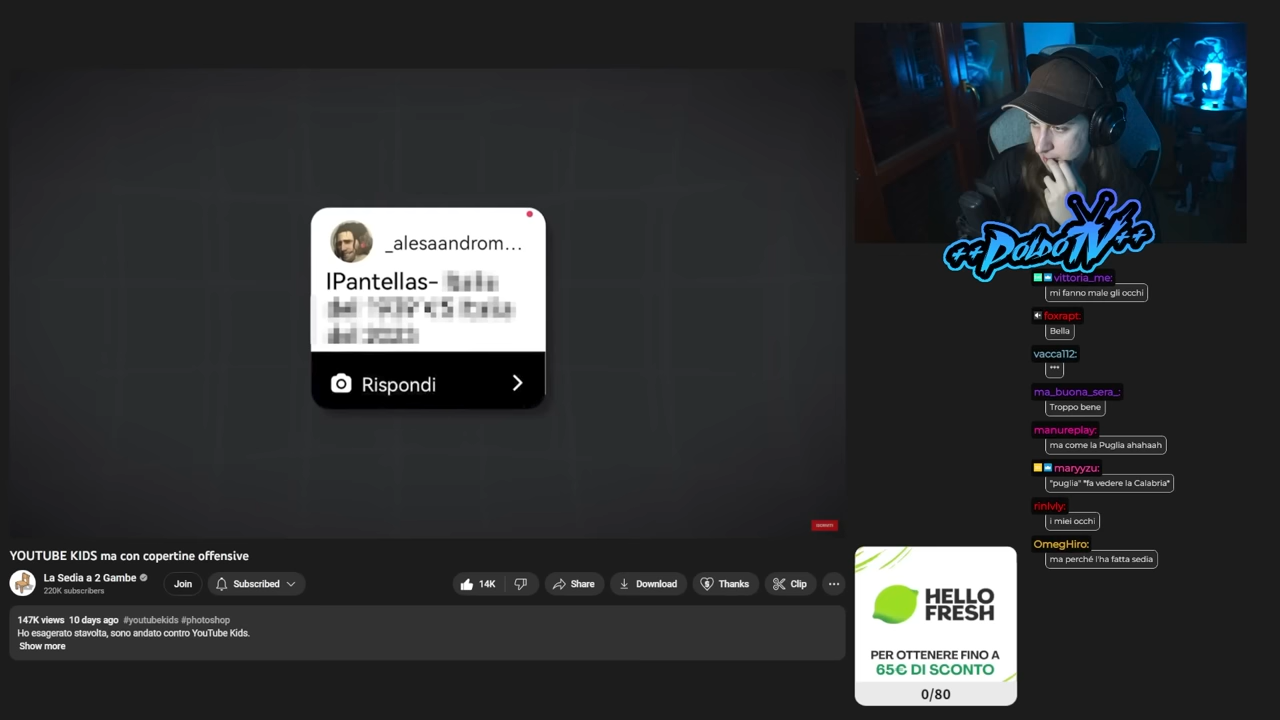 _alesaandrom...
IPantellas-
Rispondi
YOUTUBE KIDS ma con copertine offensive
La Sedia a 2 Gambe
220K subscribers
Join
Subscribed
14K
Share
Download
Thanks
Clip
147K views 10 days ago #youtubekids #photoshop
Ho esagerato stavolta, sono andato contro YouTube Kids.
Show more
++POLDOTV++
vittoria_me:
mi fanno male gli occhi
foxrapt:
Bella
vacca112:
***
ma_buona_sera_:
Troppo bene
manureplay:
ma come la Puglia ahahaah
maryyzu:
"puglia" *fa vedere la Calabria*
rinlvly:
i miei occhi
OmegHiro:
ma perché l'ha fatta sedia
HELLO
FRESH
PER OTTENERE FINO A
65€ DI SCONTO
0/80